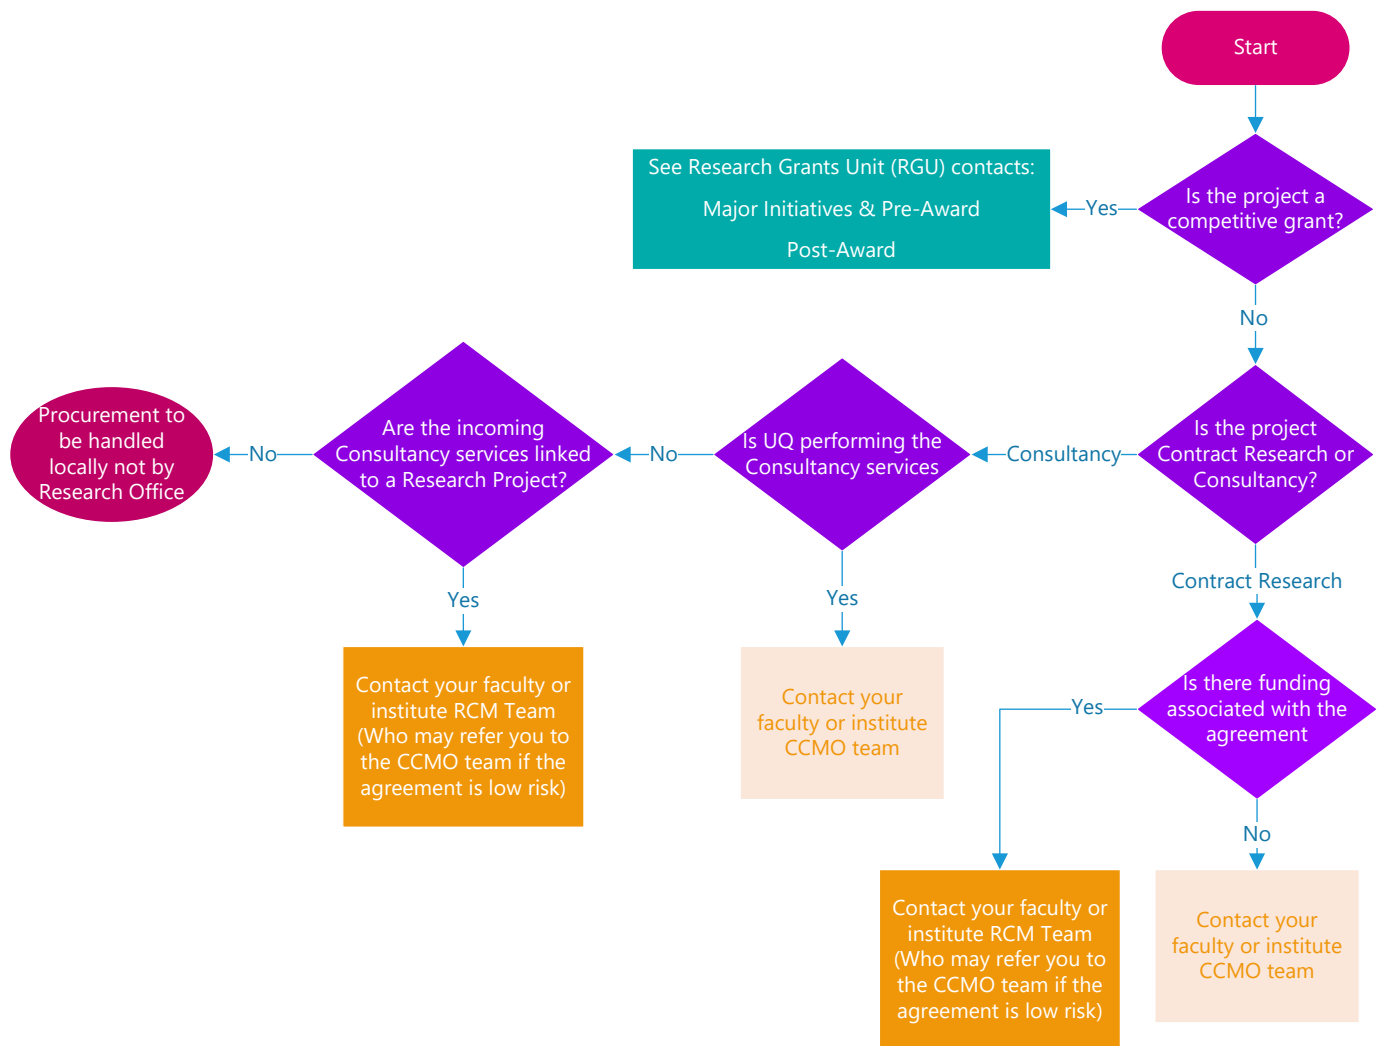 Start
Is the project a
competitive grant?
Yes
See Research Grants Unit (RGU) contacts:
Major Initiatives & Pre-Award
Post-Award
No
Is the project
Contract Research or
Consultancy?
Consultancy
Is UQ performing the
Consultancy services
No
Are the incoming
Consultancy services linked
to a Research Project?
No
Procurement to
be handled
locally not by
Research Office
Yes
Contact your faculty or
institute RCM Team
(Who may refer you to
the CCMO team if the
agreement is low risk)
Yes
Contact your
faculty or institute
CCMO team
Contract Research
Is there funding
associated with the
agreement
Yes
Contact your faculty or
institute RCM Team
(Who may refer you to
the CCMO team if the
agreement is low risk)
No
Contact your
faculty or institute
CCMO team